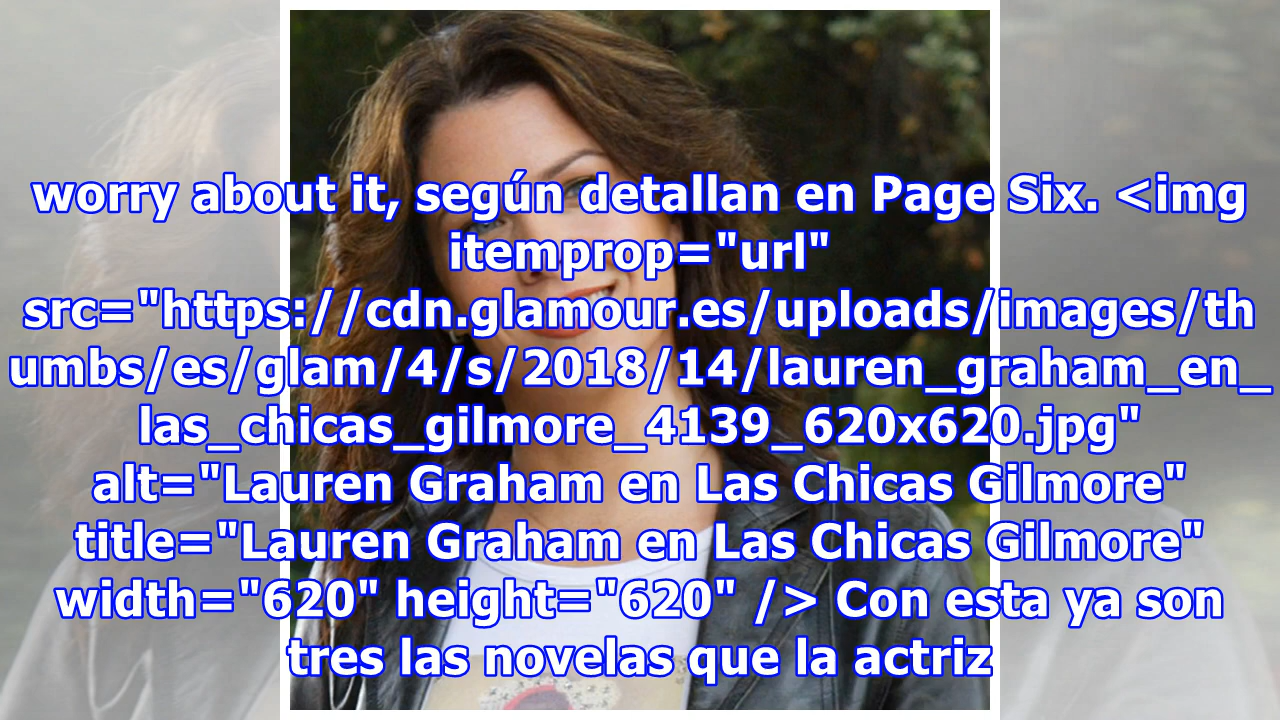 worry about it, según detallan en Page Six. <img
itemprop="url"
src="https://cdn.glamour.es/uploads/images/th
umbs/es/glam/4/s/2018/14/lauren_graham_en_
las_chicas_gilmore_4139_620x620.jpg"
alt="Lauren Graham en Las Chicas Gilmore"
title="Lauren Graham en Las Chicas Gilmore"
width="620" height="620" /> Con esta ya son
tres las novelas que la actriz